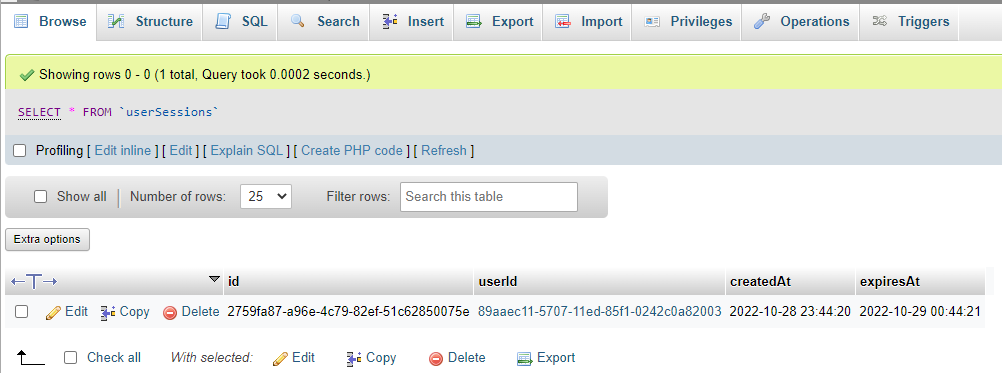 Browse Structure SQL Search Insert Export Import Privileges Operations Triggers
Showing rows 0 - 0 (1 total, Query took 0.0002 seconds.)
SELECT * FROM `userSessions`
Profiling [ Edit inline ] [ Edit ] [ Explain SQL ] [ Create PHP code ] [ Refresh ]
Show all Number of rows: 25 Filter rows: Search this table
Extra options
id userId createdAt expiresAt
Edit Copy Delete 2759fa87-a96e-4c79-82ef-51c62850075e 89aaec11-5707-11ed-85f1-0242c0a82003 2022-10-28 23:44:20 2022-10-29 00:44:21
Check all With selected: Edit Copy Delete Export